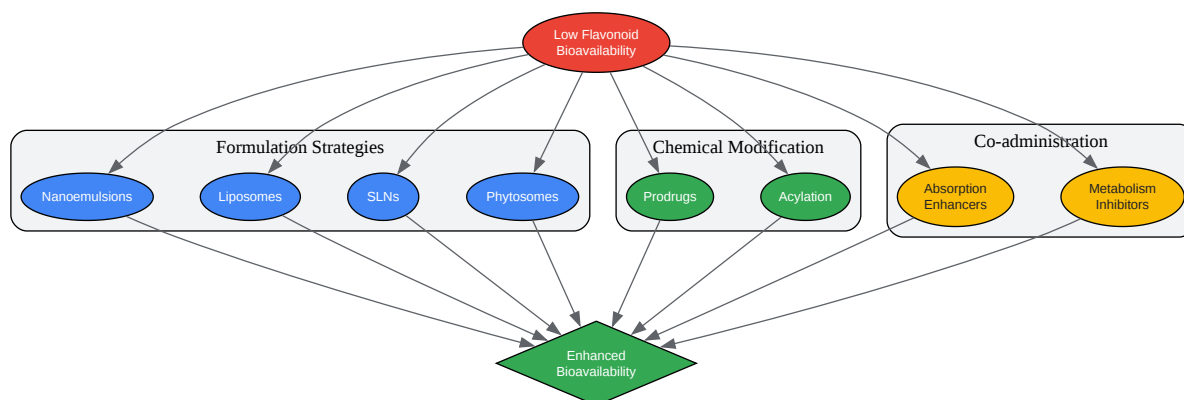 Low Flavonoid
Bioavailability
Formulation Strategies
Chemical Modification
Co-administration
Nanoemulsions
Liposomes
SLNs
Phytosomes
Prodrugs
Acylation
Absorption
Enhancers
Metabolism
Inhibitors
Enhanced
Bioavailability